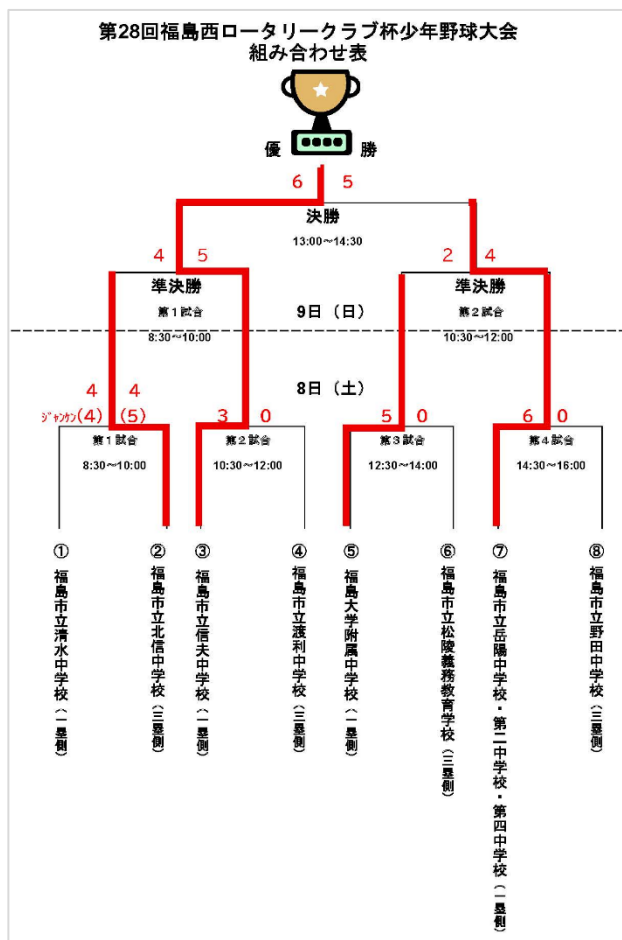 第28回福島西ロータリークラブ杯少年野球大会
組み合わせ表
優 勝
6 5
決勝
13:00～14:30
4 5
2 4
準決勝
準決勝
第1試合
9日（日）
第2試合
8:30～10:00
10:30～12:00
8日（土）
4 4
ジャンケン(4) (5)
3 0
5 0
6 0
第1試合
第2試合
第3試合
第4試合
8:30～10:00
10:30～12:00
12:30～14:00
14:30～16:00
① 福島市立清水中学校（一塁側）
② 福島市立北信中学校（三塁側）
③ 福島市立信夫中学校（一塁側）
④ 福島市立渡利中学校（三塁側）
⑤ 福島大学附属中学校（一塁側）
⑥ 福島市立松陵義務教育学校（三塁側）
⑦ 福島市立岳陽中学校・第二中学校・第四中学校（一塁側）
⑧ 福島市立野田中学校（三塁側）